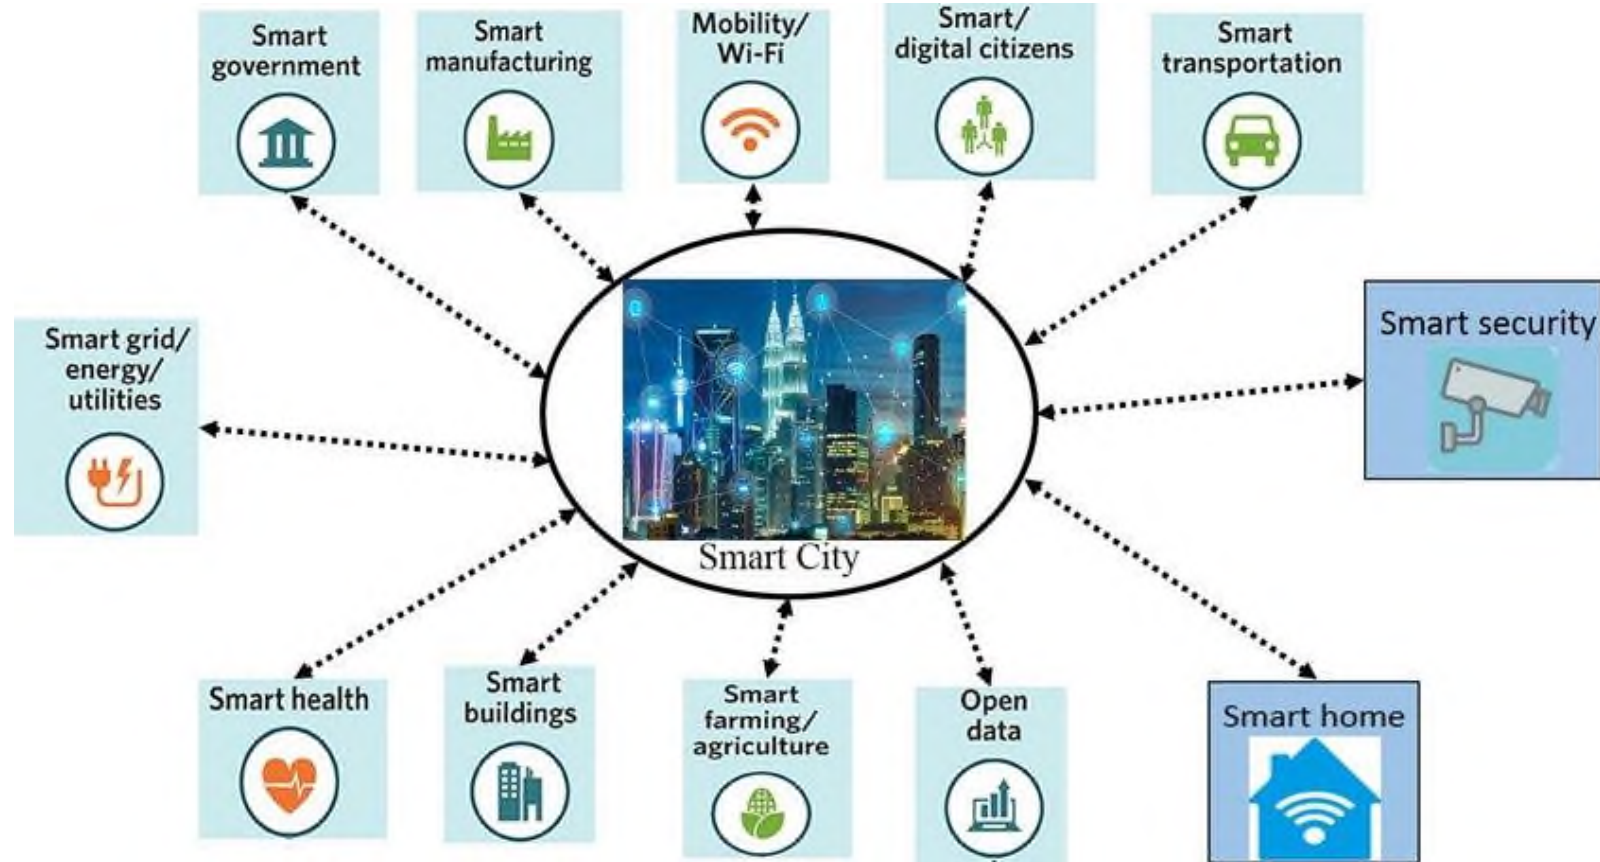 Smart
government
Smart
manufacturing
Mobility/
Wi-Fi
Smart/
digital citizens
Smart
transportation
Smart grid/
energy/
utilities
Smart security
Smart City
Smart health
Smart
buildings
Smart
farming/
agriculture
Open
data
Smart home